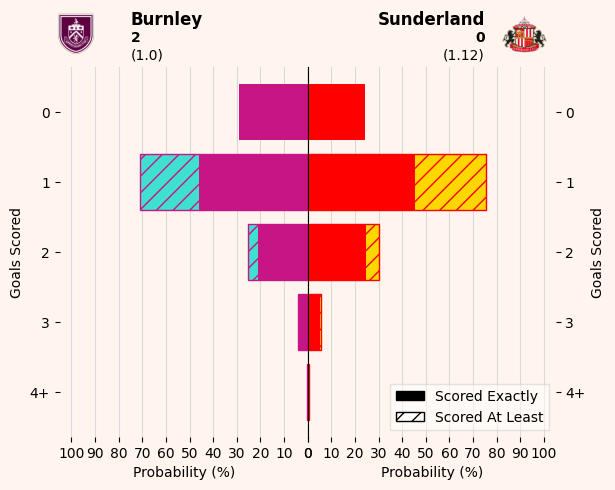 Burnley
2
(1.0)
Sunderland
0
(1.12)
Goals Scored
0
1
2
3
4+
0
1
2
3
4+
Goals Scored
Scored Exactly
Scored At Least
100 90 80 70 60 50 40 30 20 10 0
0 10 20 30 40 50 60 70 80 90 100
Probability (%)
Probability (%)